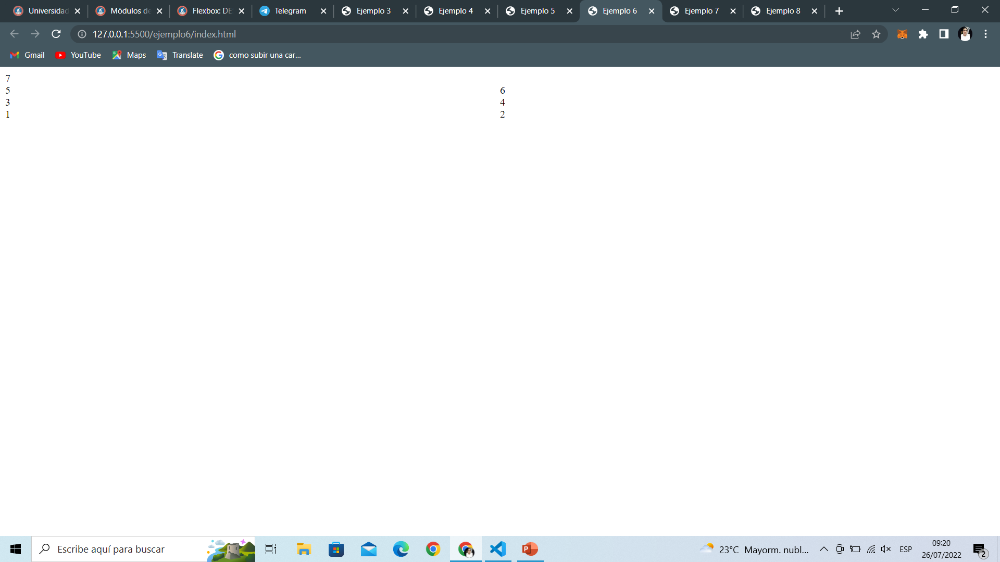 Universidad
Módulos de
Flexbox: DE
Telegram
Ejemplo 3
Ejemplo 4
Ejemplo 5
Ejemplo 6
Ejemplo 7
Ejemplo 8
127.0.0.1:5500/ejemplo6/index.html
Gmail
YouTube
Maps
Translate
como subir una car...
7
5 6
3 4
1 2
Escribe aquí para buscar
23°C Mayorm. nubl...
ESP
09:20
26/07/2022
2